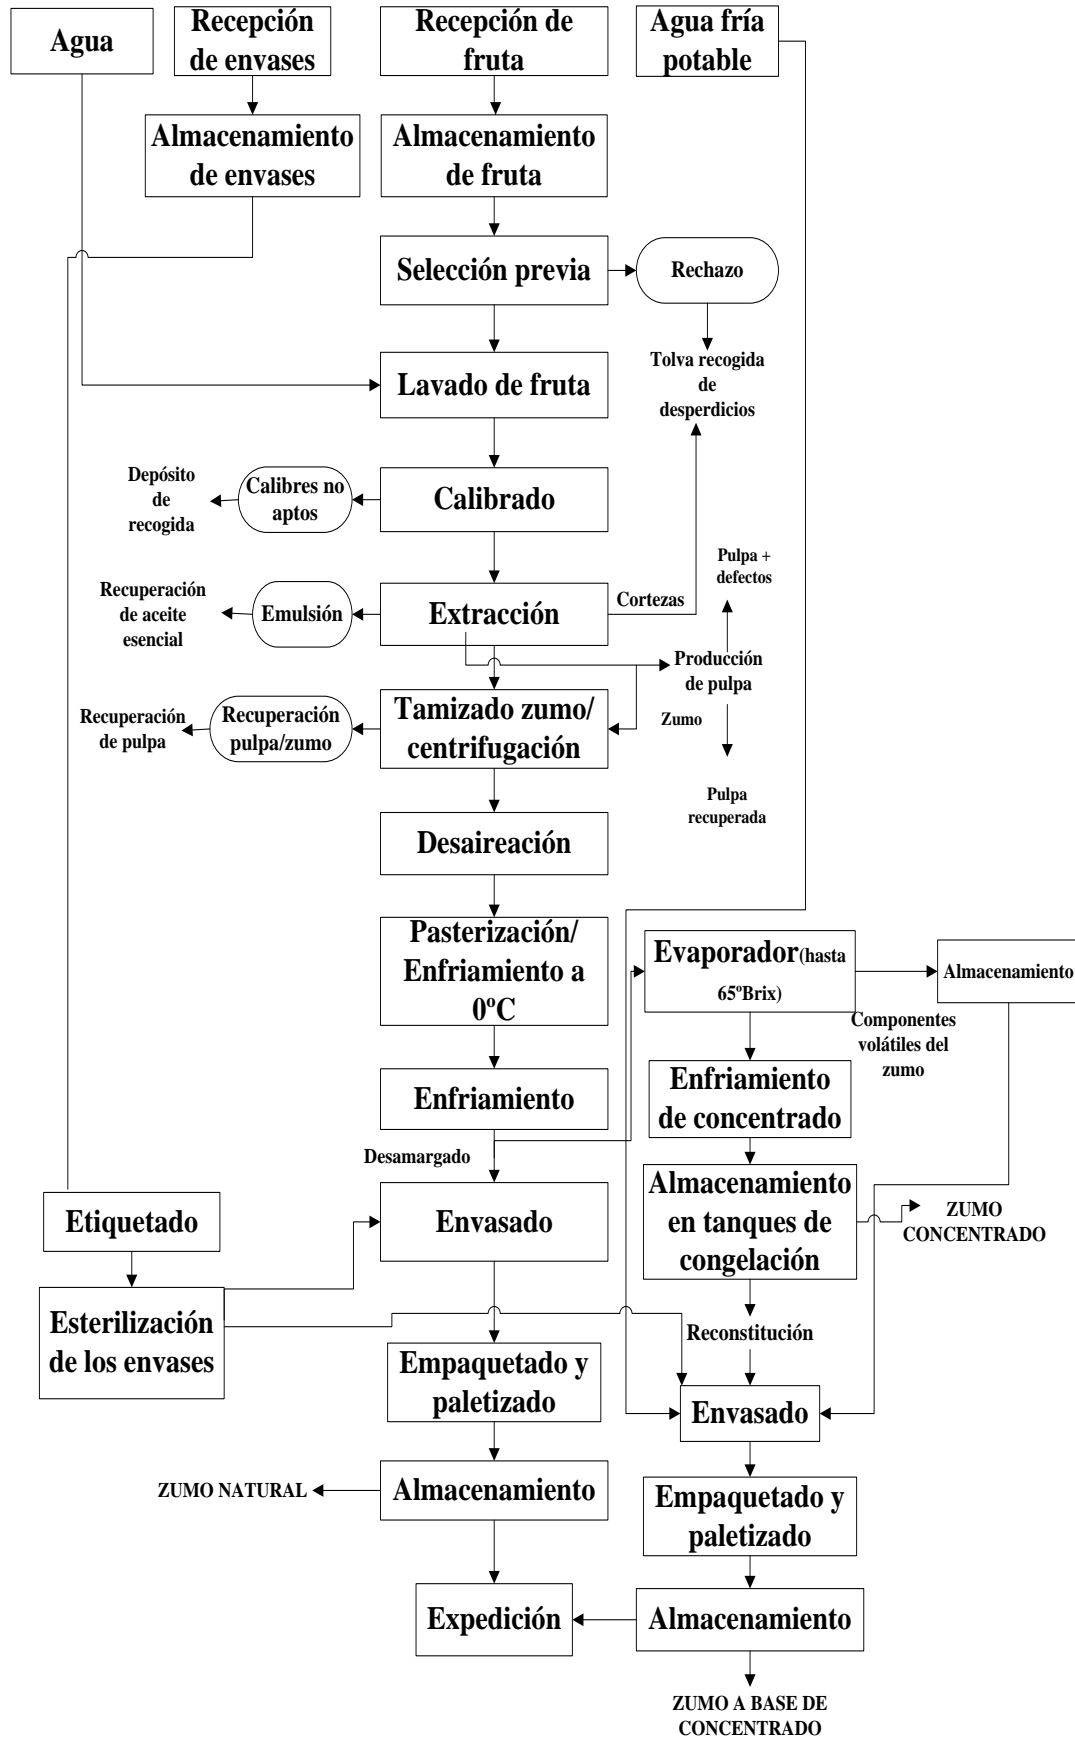 Agua
Recepción
de envases
Recepción de
fruta
Agua fría
potable
Almacenamiento
de envases
Almacenamiento
de fruta
Selección previa
Rechazo
Tolva recogida
de
desperdicios
Lavado de fruta
Depósito
de
recogida
Calibres no
aptos
Calibrado
Pulpa +
defectos
Recuperación
de aceite
esencial
Emulsión
Extracción
Cortezas
Producción
de pulpa
Recuperación
de pulpa
Recuperación
pulpa/zumo
Tamizado zumo/
centrifugación
Zumo
Pulpa
recuperada
Desaireación
Pasterización/
Enfriamiento a
0ºC
Evaporador(hasta
65ºBrix)
Almacenamiento
Componentes
volátiles del
zumo
Enfriamiento
Enfriamiento
de concentrado
Desamargado
Almacenamiento
en tanques de
congelación
ZUMO
CONCENTRADO
Etiquetado
Envasado
Esterilización
de los envases
Reconstitución
Empaquetado y
paletizado
Envasado
ZUMO NATURAL
Almacenamiento
Empaquetado y
paletizado
Expedición
Almacenamiento
ZUMO A BASE DE
CONCENTRADO